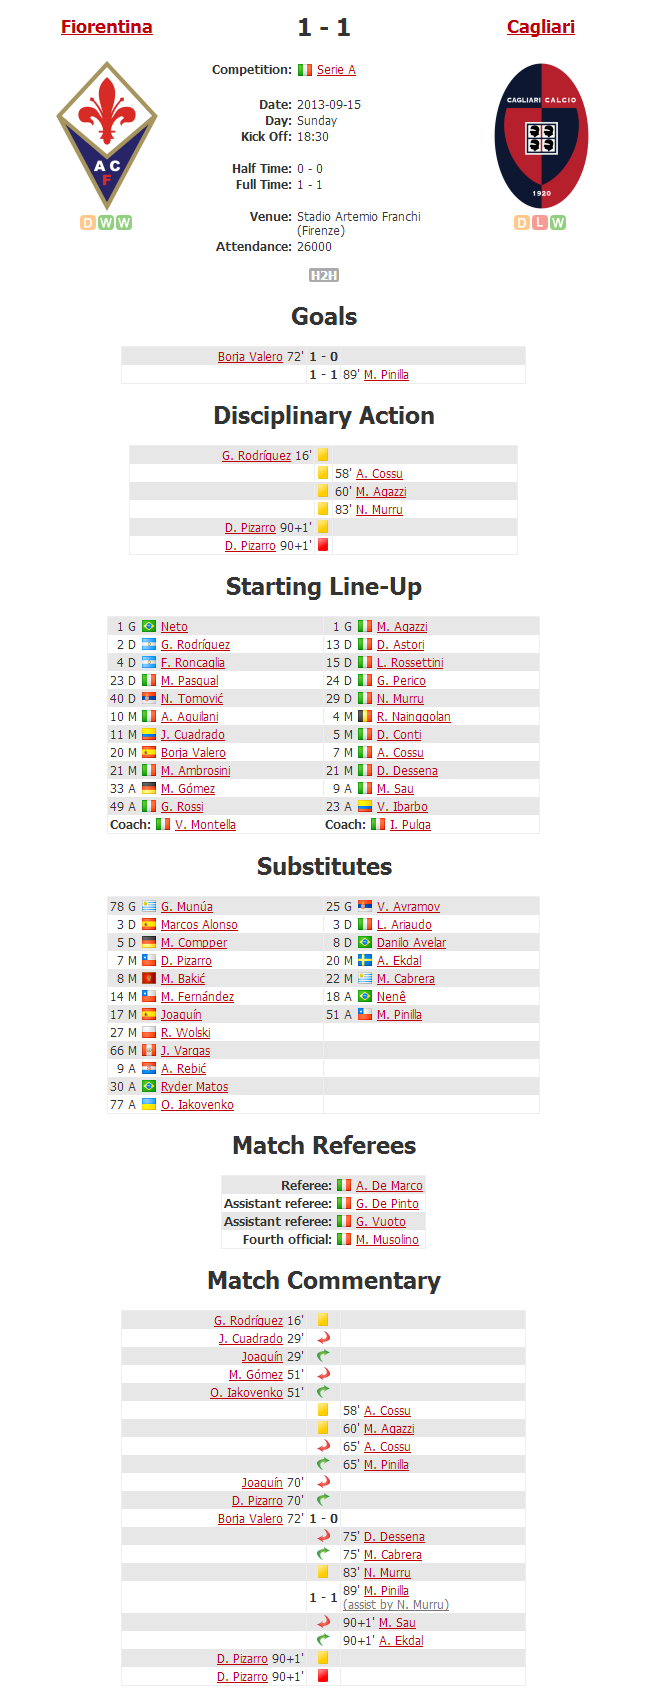 Fiorentina 1 - 1 Cagliari
Competition: Serie A
CAGLIARI CALCIO
1920
A C
F
Date: 2013-09-15
Day: Sunday
Kick Off: 18:30
Half Time: 0 - 0
Full Time: 1 - 1
D W W
D L W
Venue: Stadio Artemio Franchi
(Firenze)
Attendance: 26000
H2H
Goals
Borja Valero 72' 1 - 0
1 - 1 89' M. Pinilla
Disciplinary Action
G. Rodríguez 16'
58' A. Cossu
60' M. Agazzi
83' N. Murru
D. Pizarro 90+1'
D. Pizarro 90+1'
Starting Line-Up
1 G Neto 1 G M. Agazzi
2 D G. Rodríguez 13 D D. Astori
4 D F. Roncaglia 15 D L. Rossettini
23 D M. Pasqual 24 D G. Perico
40 D N. Tomović 29 D N. Murru
10 M A. Aquilani 4 M R. Nainggolan
11 M J. Cuadrado 5 M D. Conti
20 M Borja Valero 7 M A. Cossu
21 M M. Ambrosini 21 M D. Dessena
33 A M. Gómez 9 A M. Sau
49 A G. Rossi 23 A V. Ibarbo
Coach: V. Montella Coach: I. Pulga
Substitutes
78 G G. Munúa 25 G V. Avramov
3 D Marcos Alonso 3 D L. Ariaudo
5 D M. Compper 8 D Danilo Avelar
7 M D. Pizarro 20 M A. Ekdal
8 M M. Bakić 22 M M. Cabrera
14 M M. Fernández 18 A Nenê
17 M Joaquín 51 A M. Pinilla
27 M R. Wolski
66 M J. Vargas
9 A A. Rebić
30 A Ryder Matos
77 A O. Iakovenko
Match Referees
Referee: A. De Marco
Assistant referee: G. De Pinto
Assistant referee: G. Vuoto
Fourth official: M. Musolino
Match Commentary
G. Rodríguez 16'
J. Cuadrado 29'
Joaquín 29'
M. Gómez 51'
O. Iakovenko 51'
58' A. Cossu
60' M. Agazzi
65' A. Cossu
65' M. Pinilla
Joaquín 70'
D. Pizarro 70'
Borja Valero 72' 1 - 0
75' D. Dessena
75' M. Cabrera
83' N. Murru
1 - 1 89' M. Pinilla
(assist by N. Murru)
90+1' M. Sau
90+1' A. Ekdal
D. Pizarro 90+1'
D. Pizarro 90+1'